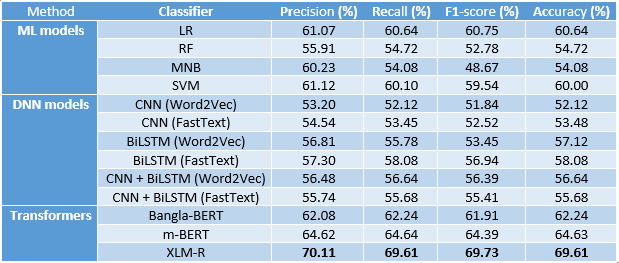 Method Classifier Precision (%) Recall (%) F1-score (%) Accuracy (%)
ML models LR 61.07 60.64 60.75 60.64
RF 55.91 54.72 52.78 54.72
MNB 60.23 54.08 48.67 54.08
SVM 61.12 60.10 59.54 60.00
DNN models CNN (Word2Vec) 53.20 52.12 51.84 52.12
CNN (FastText) 54.54 53.45 52.52 53.48
BiLSTM (Word2Vec) 56.81 55.78 53.45 57.12
BiLSTM (FastText) 57.30 58.08 56.94 58.08
CNN + BiLSTM (Word2Vec) 56.48 56.64 56.39 56.64
CNN + BiLSTM (FastText) 55.74 55.68 55.41 55.68
Transformers Bangla-BERT 62.08 62.24 61.91 62.24
m-BERT 64.62 64.64 64.39 64.63
XLM-R 70.11 69.61 69.73 69.61